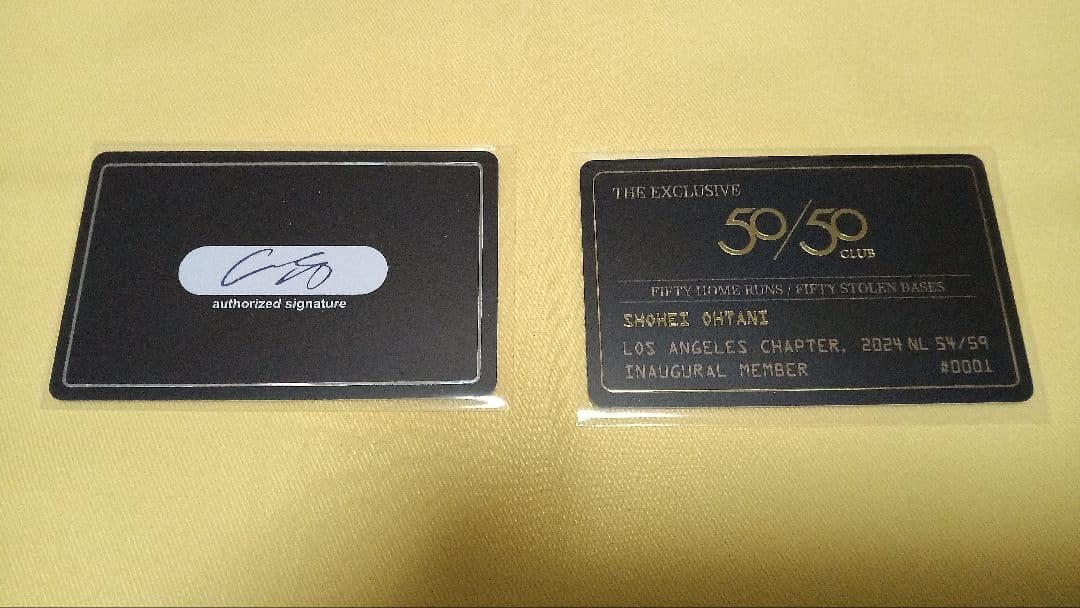 authorized signature
THE EXCLUSIVE
50/50
CLUB
FIFTY HOME RUNS / FIFTY STOLEN BASES
SHOHEI OHTANI
LOS ANGELES CHAPTER, 2024 NL 54/59
INAUGURAL MEMBER #0001